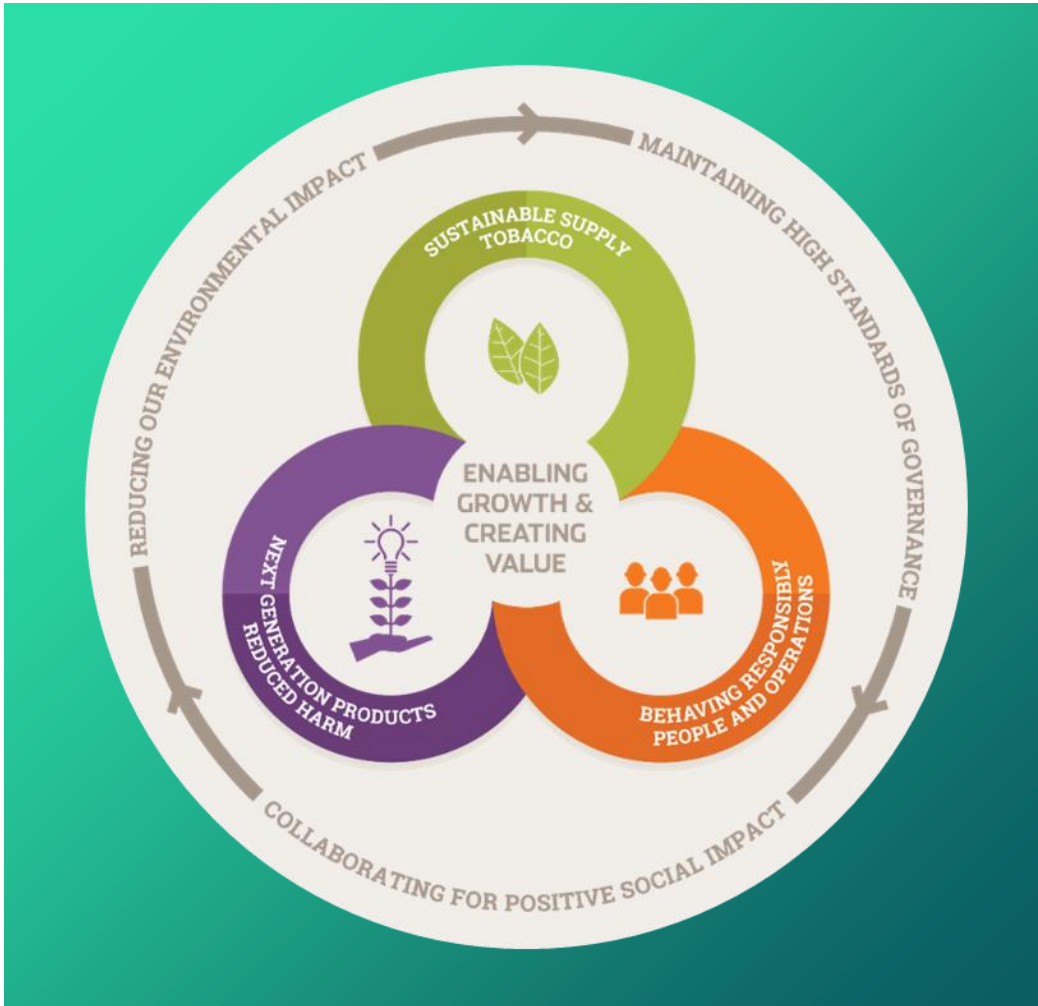 REDUCING OUR ENVIRONMENTAL IMPACT
MAINTAINING HIGH STANDARDS OF GOVERNANCE
COLLABORATING FOR POSITIVE SOCIAL IMPACT
SUSTAINABLE SUPPLY
TOBACCO
ENABLING
GROWTH &
CREATING
VALUE
NEXT GENERATION PRODUCTS
REDUCED HARM
BEHAVING RESPONSIBLY
PEOPLE AND OPERATIONS